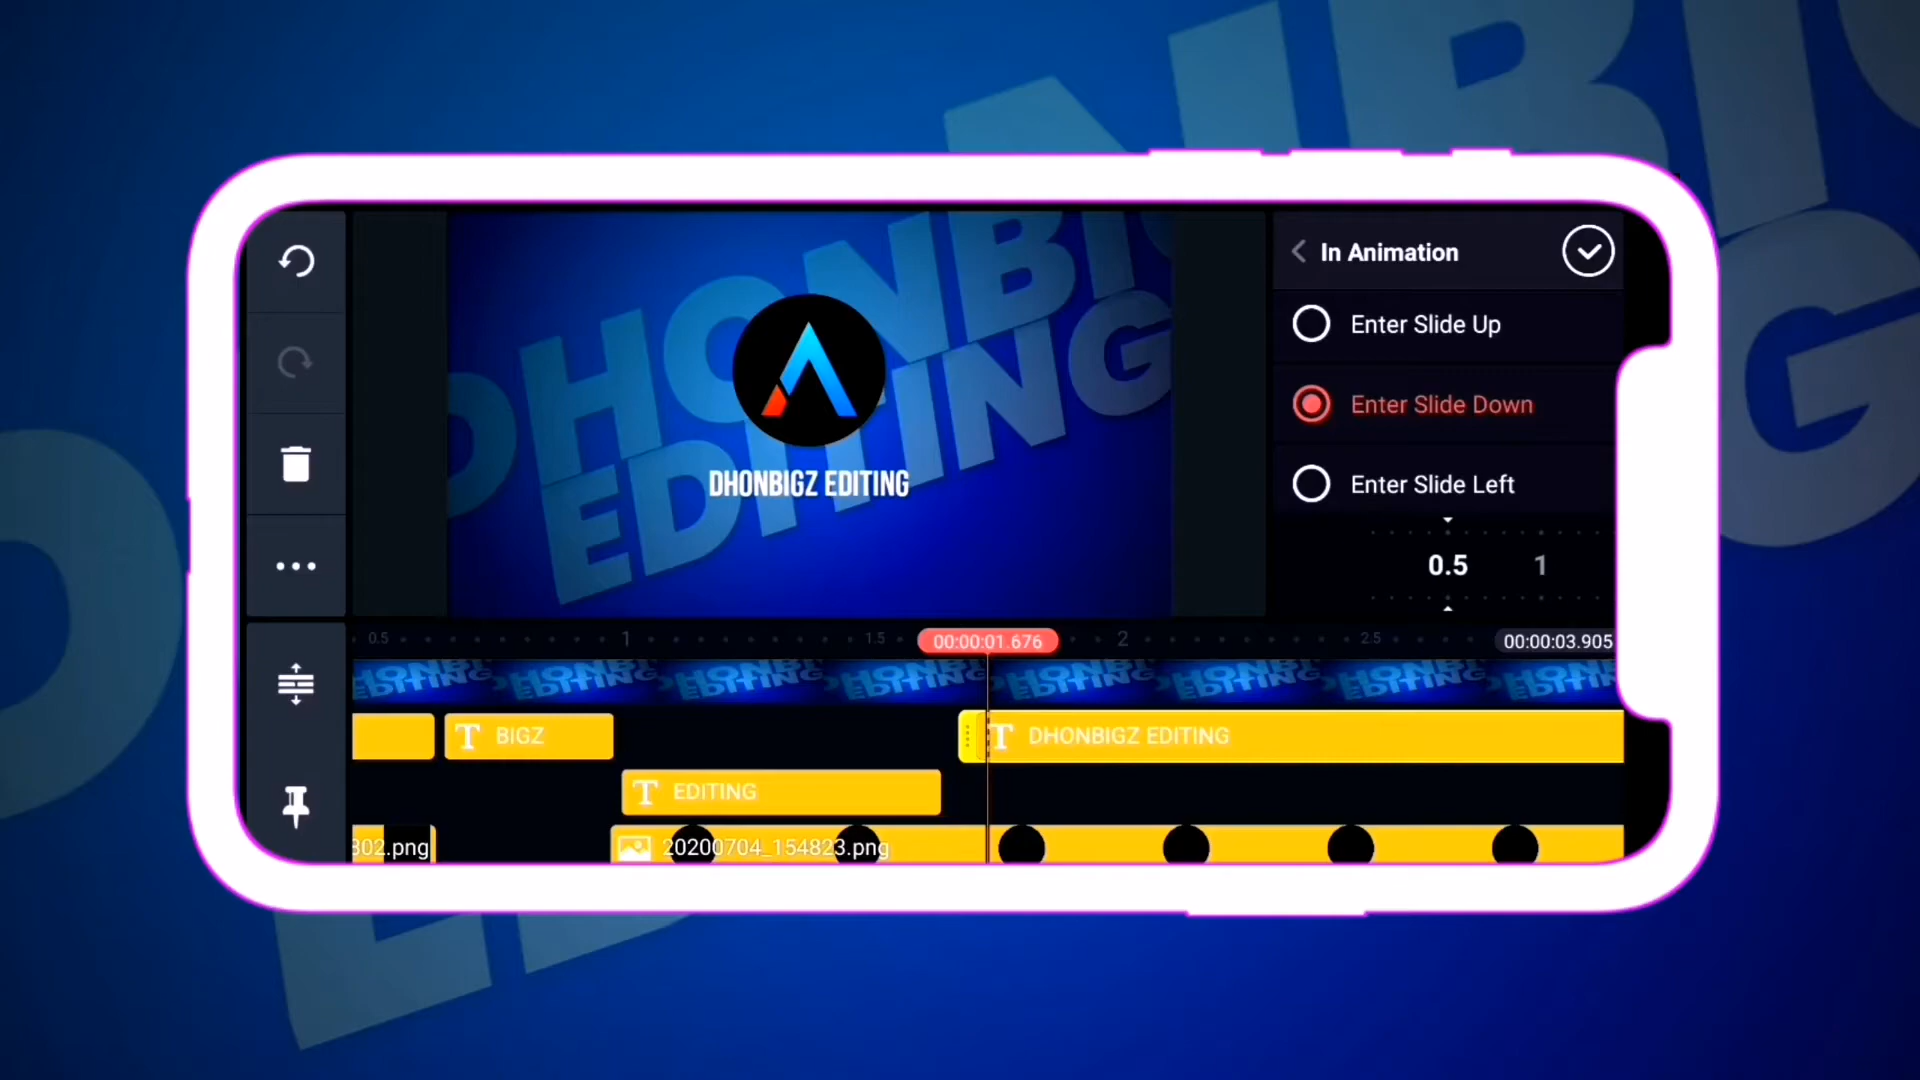 DHONBIGZ EDITING
In Animation
Enter Slide Up
Enter Slide Down
Enter Slide Left
0.5 1
0.5 1 1.5 00:00:01.676 2 2.5 00:00:03.905
T BIGZ
T DHONBIGZ EDITING
T EDITING
302.png
20200704_154823.png